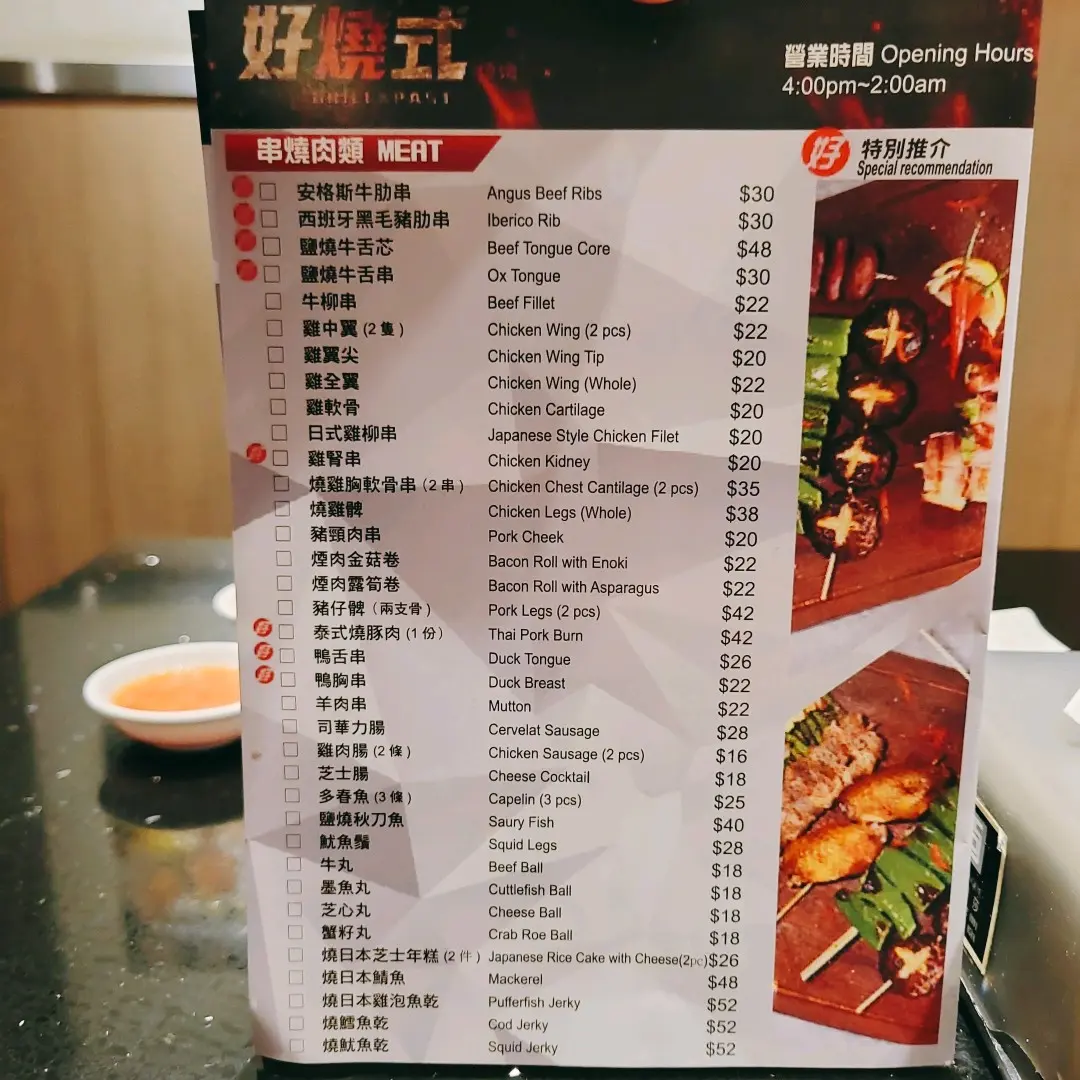 好燒式
營業時間 Opening Hours
4:00pm~2:00am
串燒肉類 MEAT
好 特別推介
Special recommendation
安格斯牛肋串 Angus Beef Ribs $30
西班牙黑毛豬肋串 Iberico Rib $30
鹽燒牛舌芯 Beef Tongue Core $48
鹽燒牛舌串 Ox Tongue $30
牛柳串 Beef Fillet $22
雞中翼 (2 隻) Chicken Wing (2 pcs) $22
雞翼尖 Chicken Wing Tip $20
雞全翼 Chicken Wing (Whole) $22
雞軟骨 Chicken Cartilage $20
日式雞柳串 Japanese Style Chicken Filet $20
好 雞腎串 Chicken Kidney $20
燒雞胸軟骨串 (2 串) Chicken Chest Cantilage (2 pcs) $35
燒雞髀 Chicken Legs (Whole) $38
豬頸肉串 Pork Cheek $20
煙肉金菇卷 Bacon Roll with Enoki $22
煙肉露筍卷 Bacon Roll with Asparagus $22
豬仔髀 (兩支骨) Pork Legs (2 pcs) $42
好 泰式燒豚肉 (1 份) Thai Pork Burn $42
好 鴨舌串 Duck Tongue $26
好 鴨胸串 Duck Breast $22
羊肉串 Mutton $22
司華力腸 Cervelat Sausage $28
雞肉腸 (2 條) Chicken Sausage (2 pcs) $16
芝士腸 Cheese Cocktail $18
多春魚 (3 條) Capelin (3 pcs) $25
鹽燒秋刀魚 Saury Fish $40
魷魚鬚 Squid Legs $28
牛丸 Beef Ball $18
墨魚丸 Cuttlefish Ball $18
芝心丸 Cheese Ball $18
蟹籽丸 Crab Roe Ball $18
燒日本芝士年糕 (2 件) Japanese Rice Cake with Cheese(2pc) $26
燒日本鯖魚 Mackerel $48
燒日本雞泡魚乾 Pufferfish Jerky $52
燒鱈魚乾 Cod Jerky $52
燒魷魚乾 Squid Jerky $52